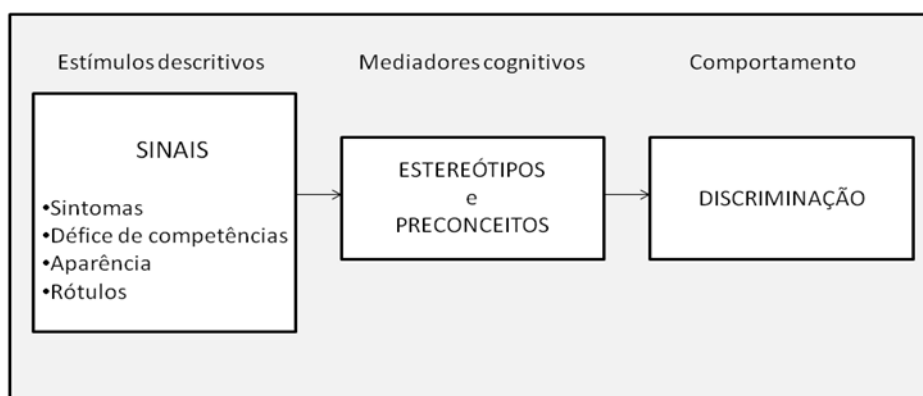 Estímulos descritivos
Mediadores cognitivos
Comportamento
SINAIS
•Sintomas
•Défice de competências
•Aparência
•Rótulos
ESTEREÓTIPOS
e
PRECONCEITOS
DISCRIMINAÇÃO